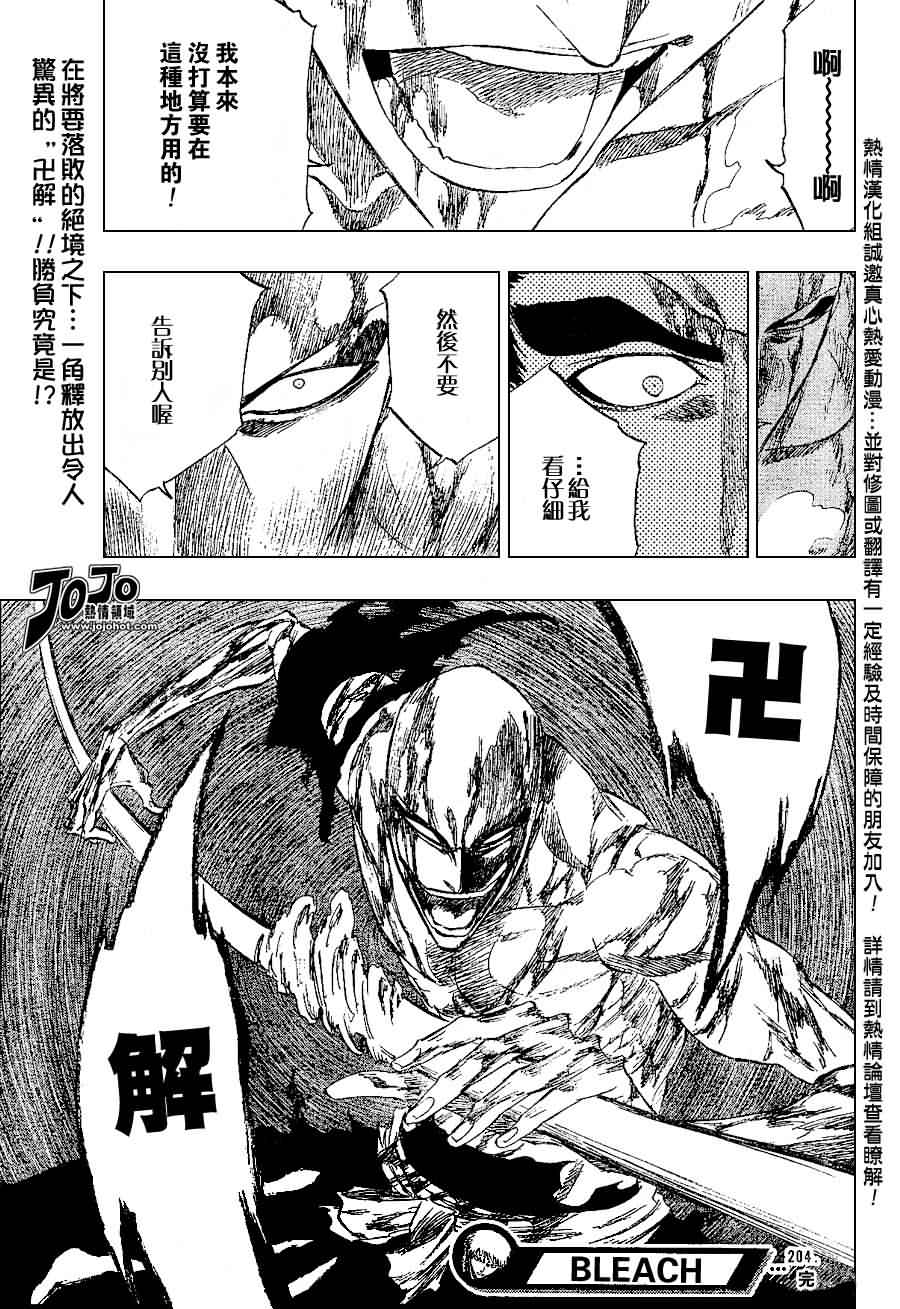 啊～～～～啊
我本來
沒打算要在
這種地方用的！
…給我
看仔細
然後不要
告訴別人喔
卍
解
在將要落敗的絕境之下…一角釋放出令人
驚異的”卍解“!!勝負究竟是!?
熱情漢化組誠邀真心熱愛動漫…並對修圖或翻譯有一定經驗及時間保障的朋友加入！ 詳情請到熱情論壇查看瞭解！
JOJO
熱情領域
www.jojohot.com
BLEACH
204.
…完